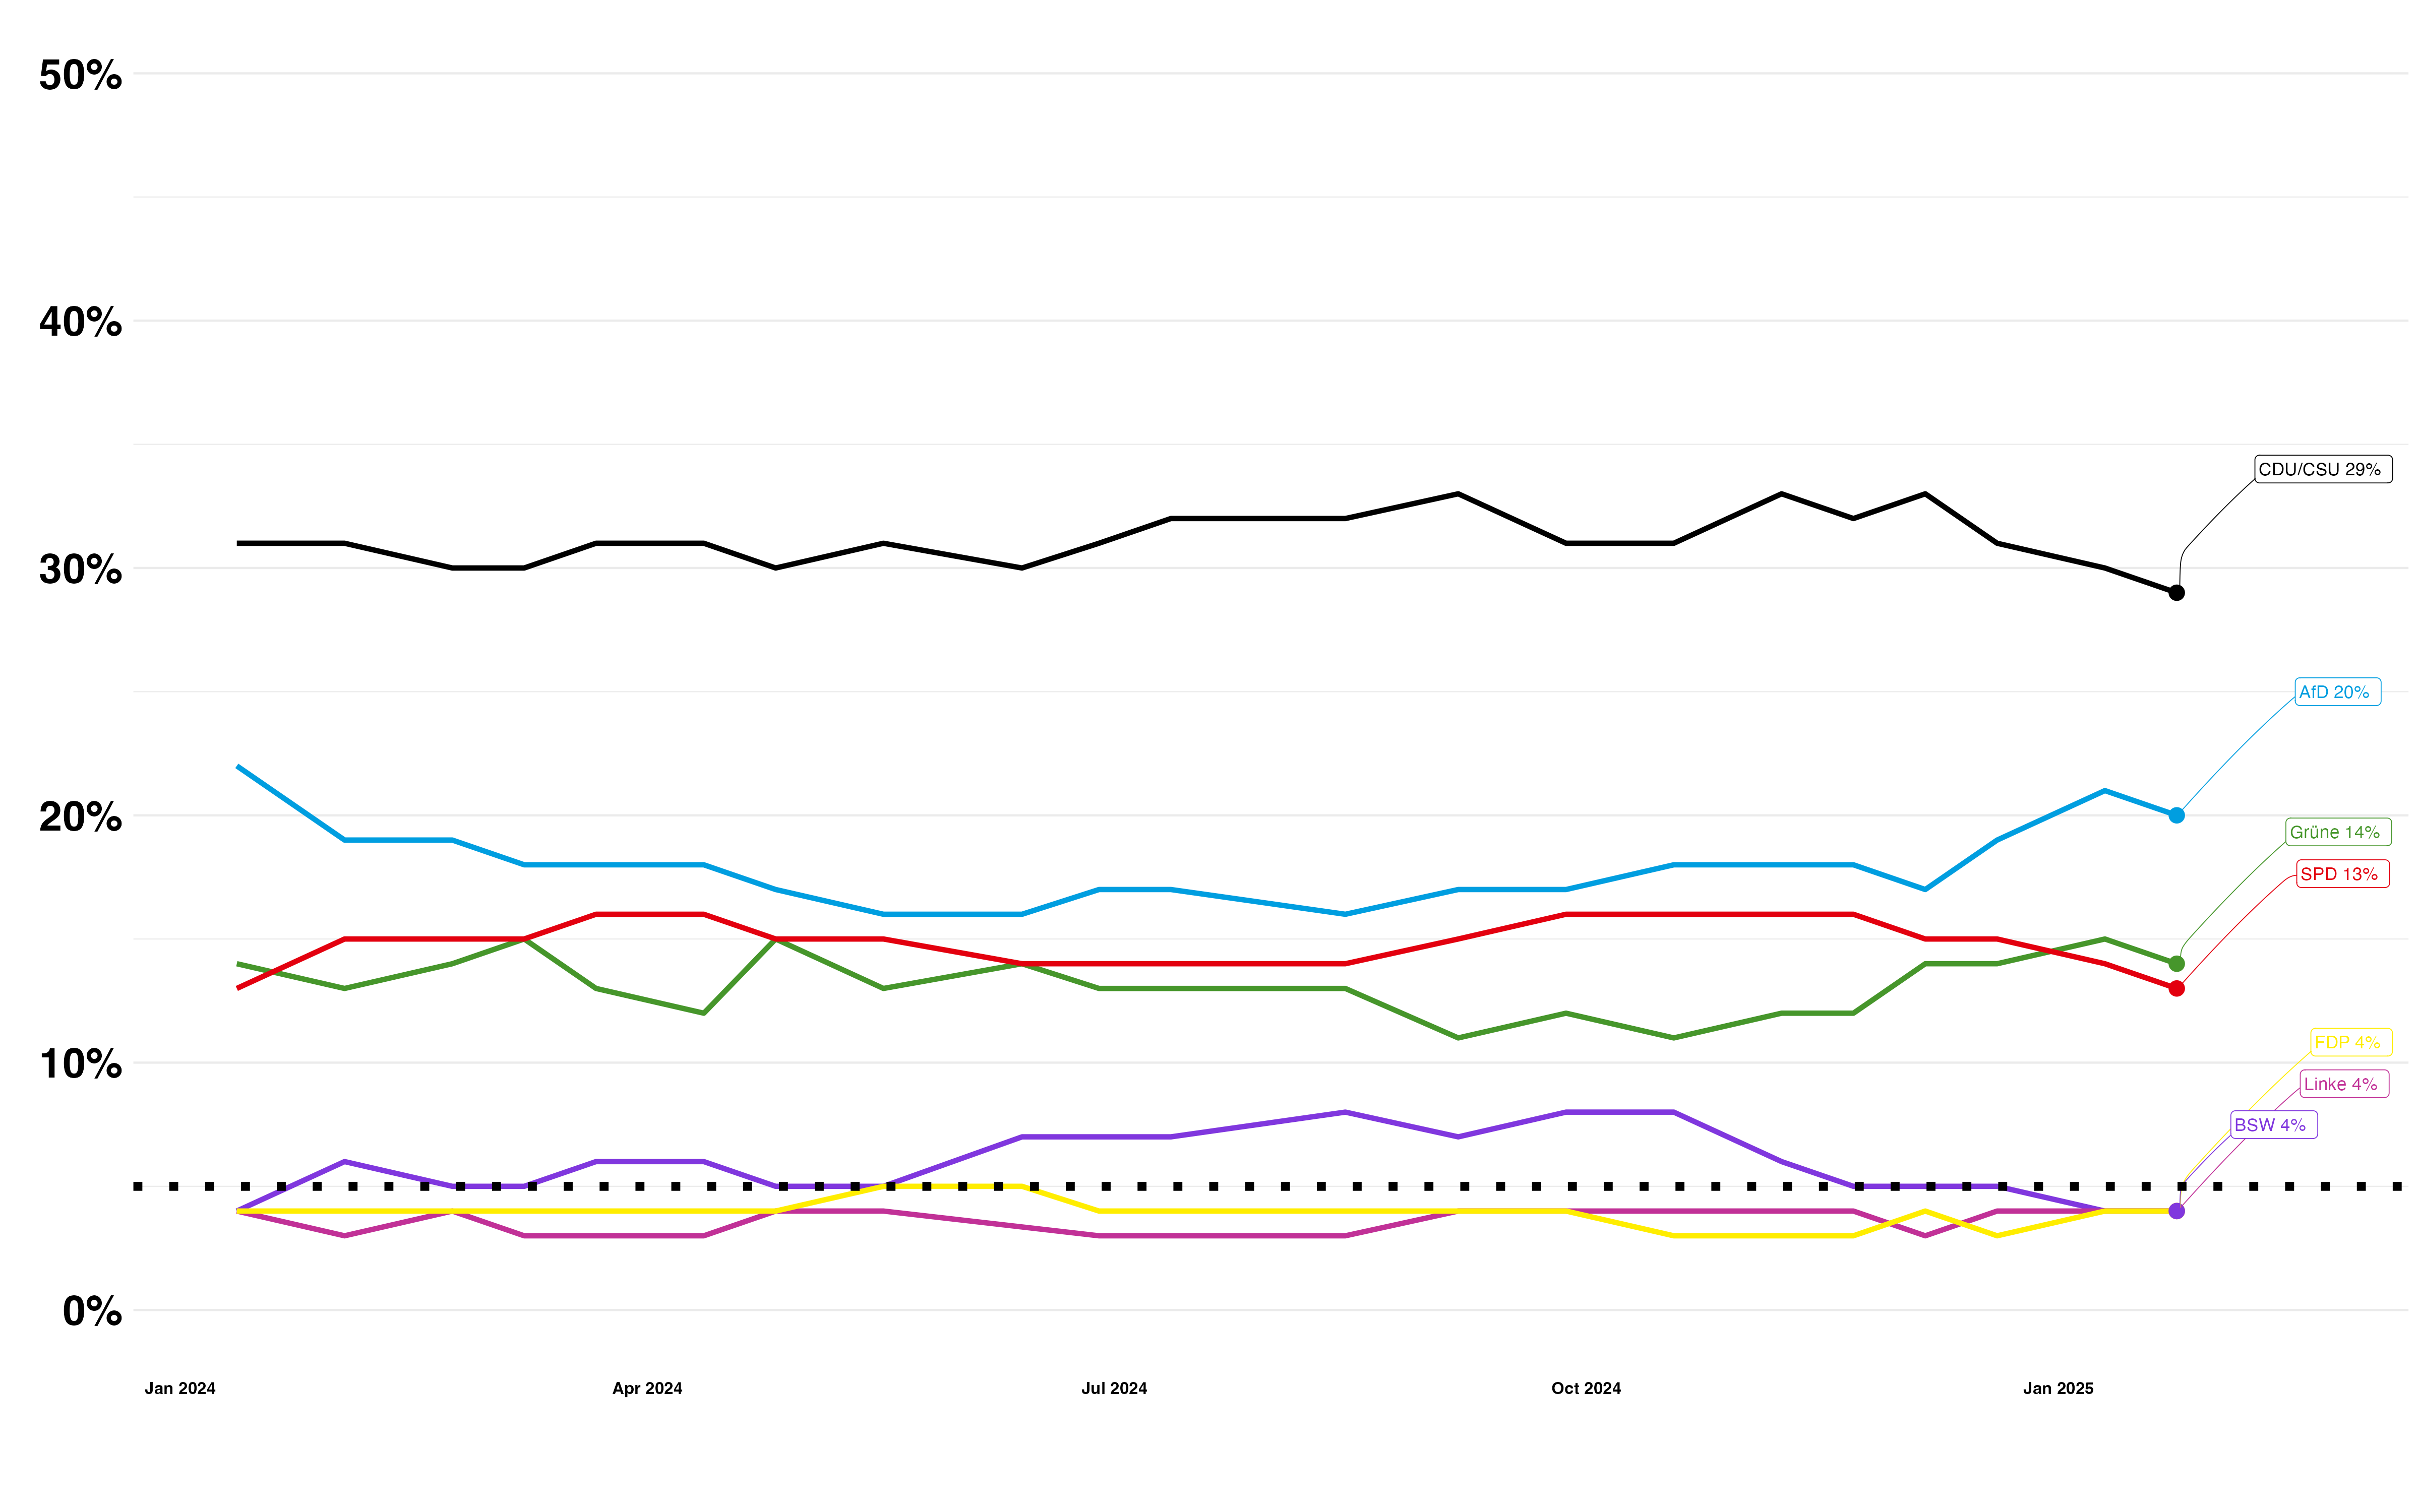 50%
40%
30%
20%
10%
0%
CDU/CSU 29%
AfD 20%
Grüne 14%
SPD 13%
FDP 4%
Linke 4%
BSW 4%
Jan 2024
Apr 2024
Jul 2024
Oct 2024
Jan 2025